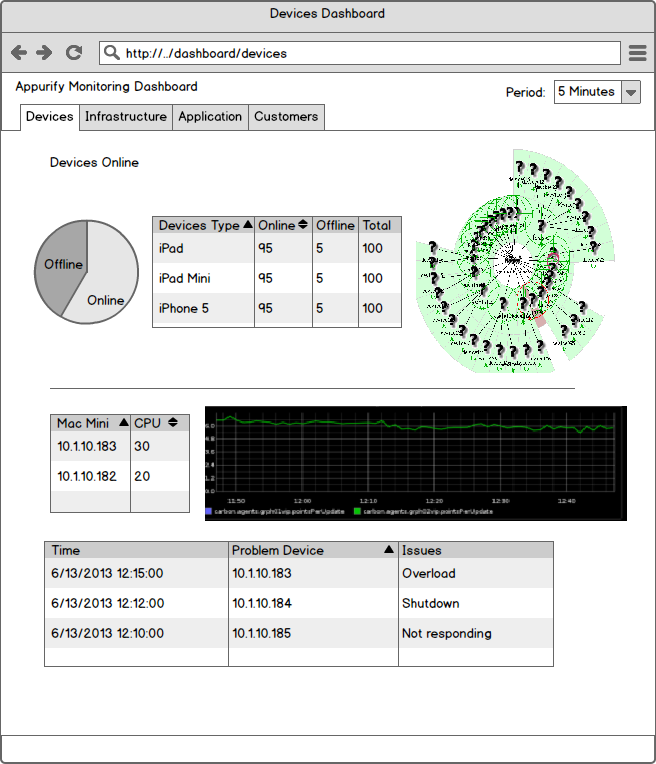 Devices Dashboard
http://../dashboard/devices
Appurify Monitoring Dashboard
Period: 5 Minutes
Devices Infrastructure Application Customers
Devices Online
Offline
Online
Devices Type Online Offline Total
iPad 95 5 100
iPad Mini 95 5 100
iPhone 5 95 5 100
Mac Mini CPU
10.1.10.183 30
10.1.10.182 20
6.0
4.8
3.6
2.4
1.2
0.0
11:50 12:00 12:10 12:20 12:30 12:40
carbon.agents.grph01vip.pointsPerUpdate carbon.agents.grph02vip.pointsPerUpdate
Time Problem Device Issues
6/13/2013 12:15:00 10.1.10.183 Overload
6/13/2013 12:12:00 10.1.10.184 Shutdown
6/13/2013 12:10:00 10.1.10.185 Not responding